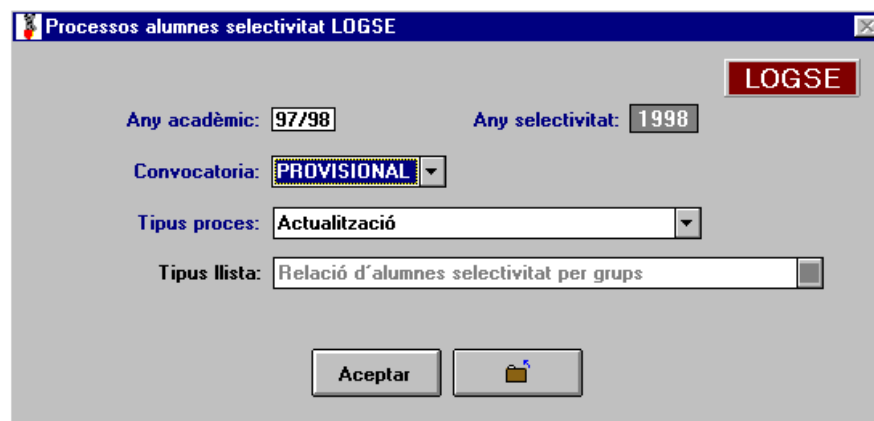 Processos alumnes selectivitat LOGSE
LOGSE
Any acadèmic: 97/98 Any selectivitat: 1998
Convocatoria: PROVISIONAL
Tipus proces: Actualització
Tipus llista: Relació d´alumnes selectivitat per grups
Aceptar